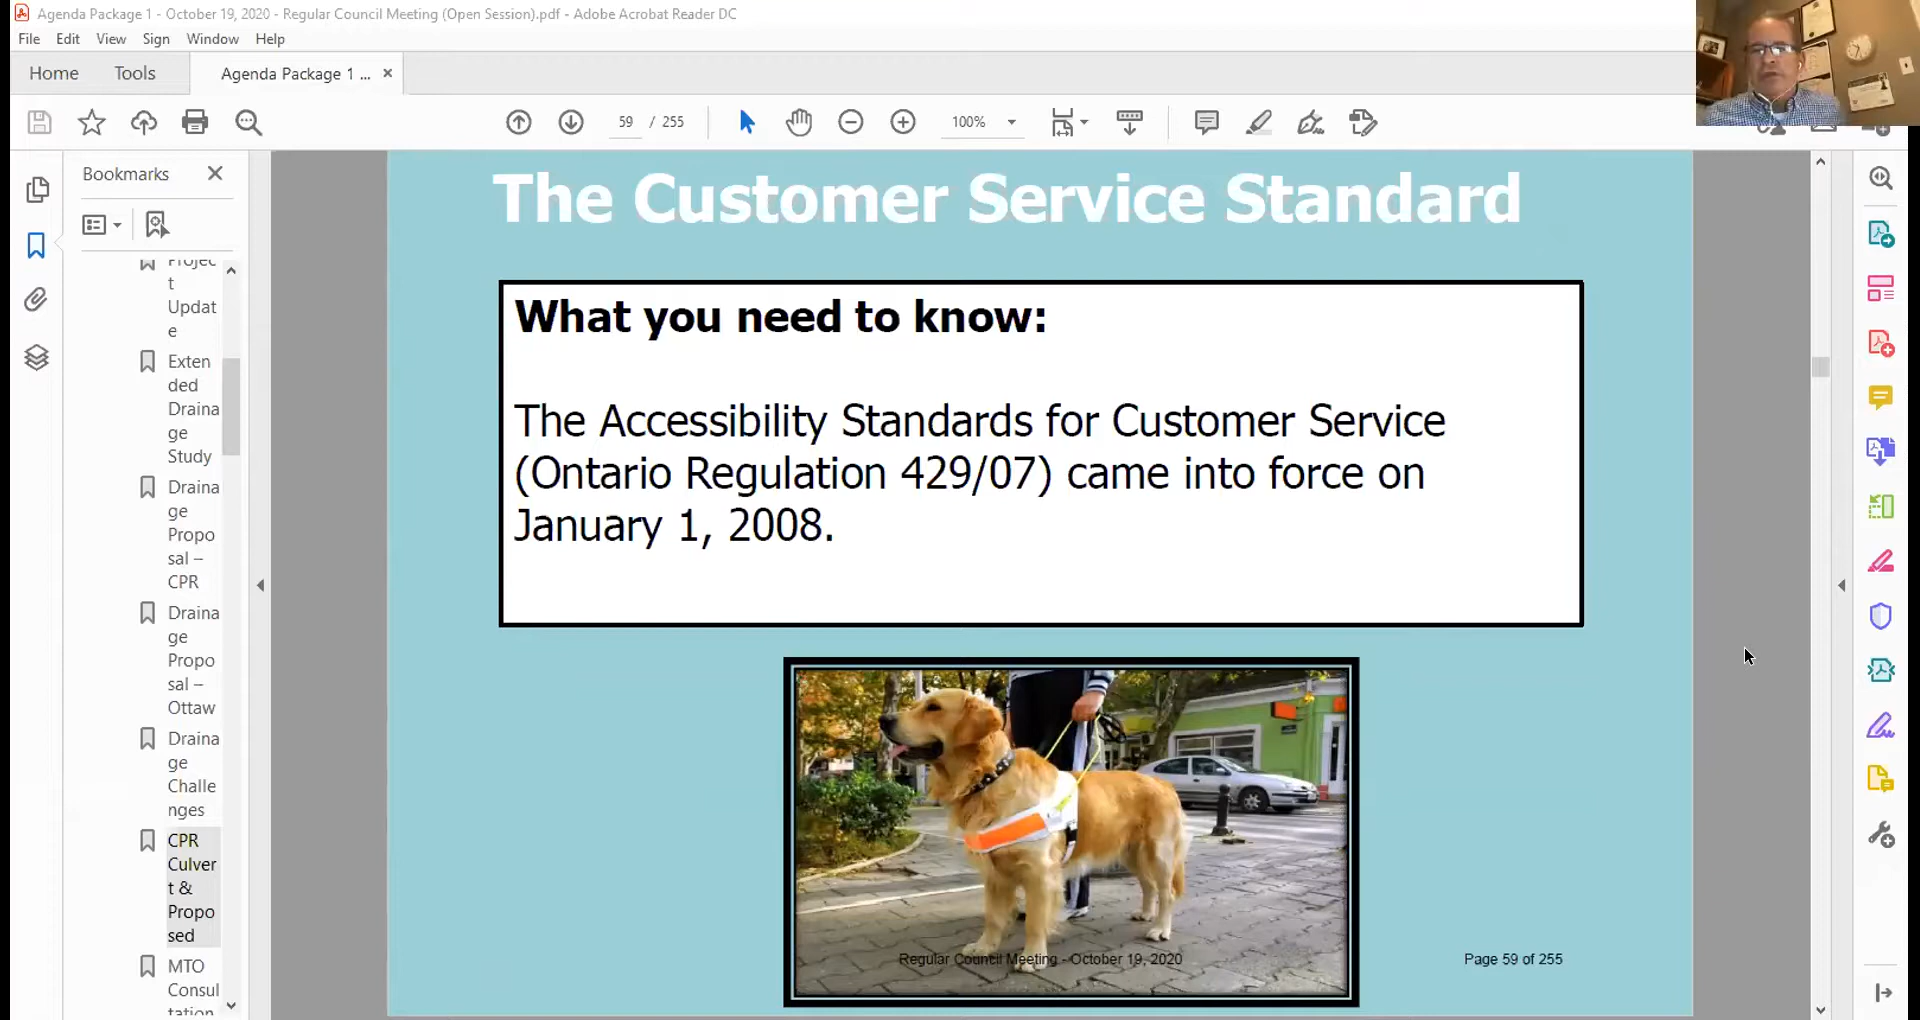 Agenda Package 1 - October 19, 2020 - Regular Council Meeting (Open Session).pdf - Adobe Acrobat Reader DC
File Edit View Sign Window Help
Home Tools Agenda Package 1 ... ×
59 / 255 100%
Bookmarks
Projec
t
Updat
e
Exten
ded
Draina
ge
Study
Draina
ge
Propo
sal –
CPR
Draina
ge
Propo
sal –
Ottaw
Draina
ge
Challe
nges
CPR
Culver
t &
Propo
sed
MTO
Consul
tation
The Customer Service Standard
What you need to know:
The Accessibility Standards for Customer Service
(Ontario Regulation 429/07) came into force on
January 1, 2008.
Regular Council Meeting - October 19, 2020
Page 59 of 255